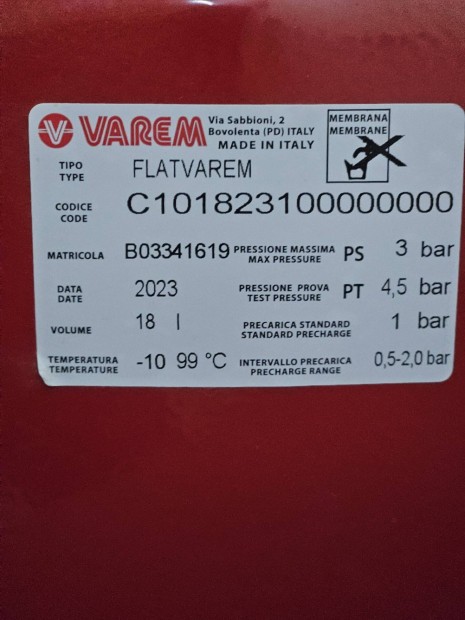 VAREM Via Sabbioni, 2
Bovolenta (PD) ITALY
MADE IN ITALY
MEMBRANA
MEMBRANE
TIPO
TYPE
FLATVAREM
CODICE
CODE
C101823100000000
MATRICOLA B03341619
PRESSIONE MASSIMA
MAX PRESSURE
PS 3 bar
DATA
DATE
2023
PRESSIONE PROVA
TEST PRESSURE
PT 4,5 bar
VOLUME 18 l
PRECARICA STANDARD
STANDARD PRECHARGE
1 bar
TEMPERATURA
TEMPERATURE
-10 99 °C
INTERVALLO PRECARICA
PRECHARGE RANGE
0,5-2,0 bar